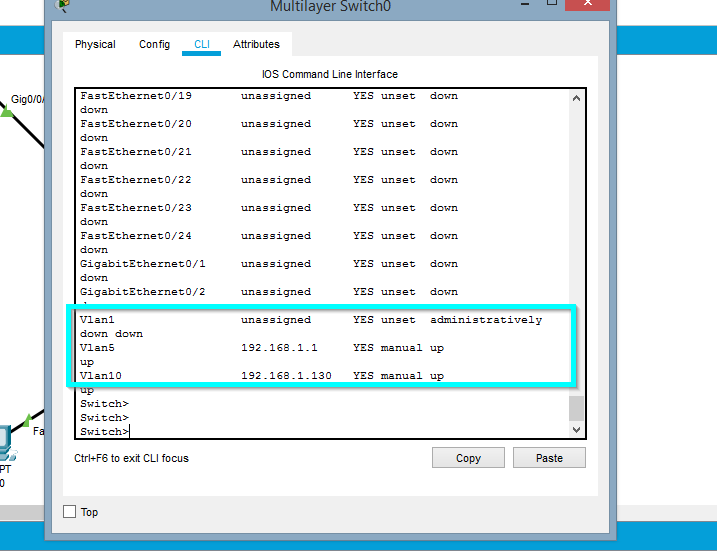 Multilayer Switch0
Physical Config CLI Attributes
IOS Command Line Interface
Gig0/0/
FastEthernet0/19 unassigned YES unset down
down
FastEthernet0/20 unassigned YES unset down
down
FastEthernet0/21 unassigned YES unset down
down
FastEthernet0/22 unassigned YES unset down
down
FastEthernet0/23 unassigned YES unset down
down
FastEthernet0/24 unassigned YES unset down
down
GigabitEthernet0/1 unassigned YES unset down
down
GigabitEthernet0/2 unassigned YES unset down
Vlan1 unassigned YES unset administratively
down down
Vlan5 192.168.1.1 YES manual up
up
Vlan10 192.168.1.130 YES manual up
up
Switch>
Switch>
Switch>
Fa
PT
0
Ctrl+F6 to exit CLI focus
Copy Paste
Top